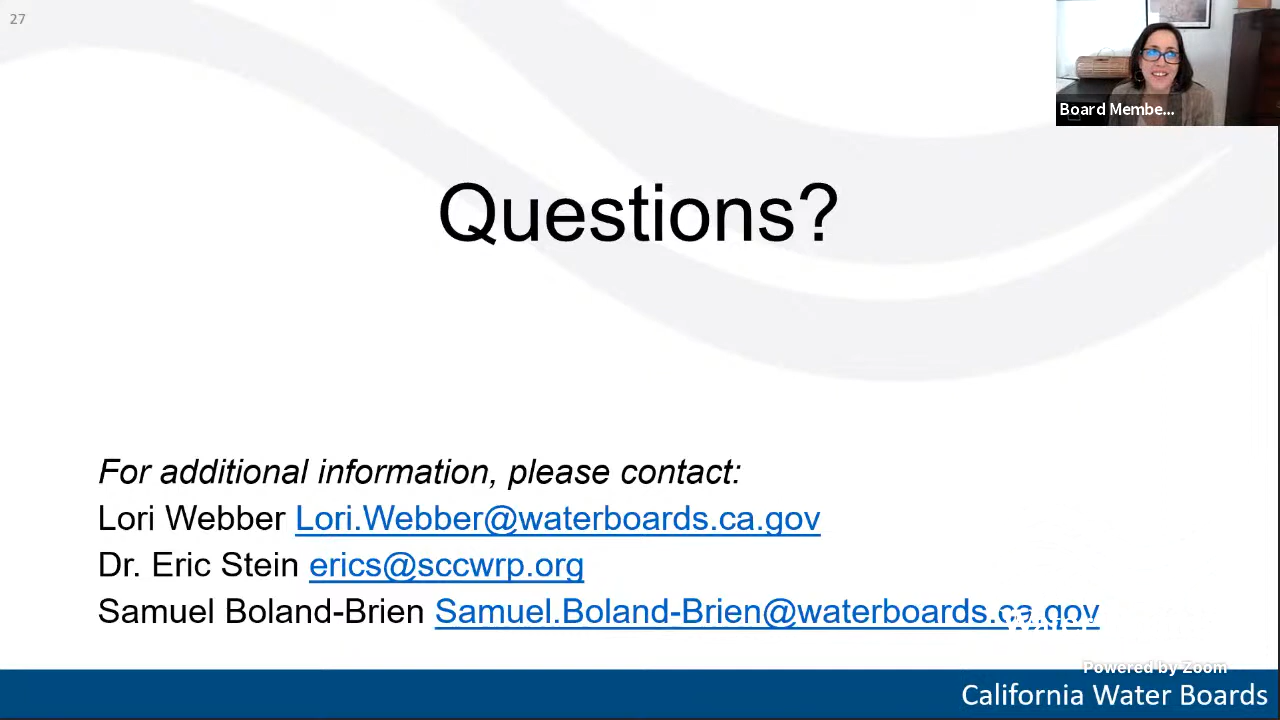 27
Board Membe...
Questions?
For additional information, please contact:
Lori Webber Lori.Webber@waterboards.ca.gov
Dr. Eric Stein erics@sccwrp.org
Samuel Boland-Brien Samuel.Boland-Brien@waterboards.ca.gov
Water
Powered by Zoom
California Water Boards